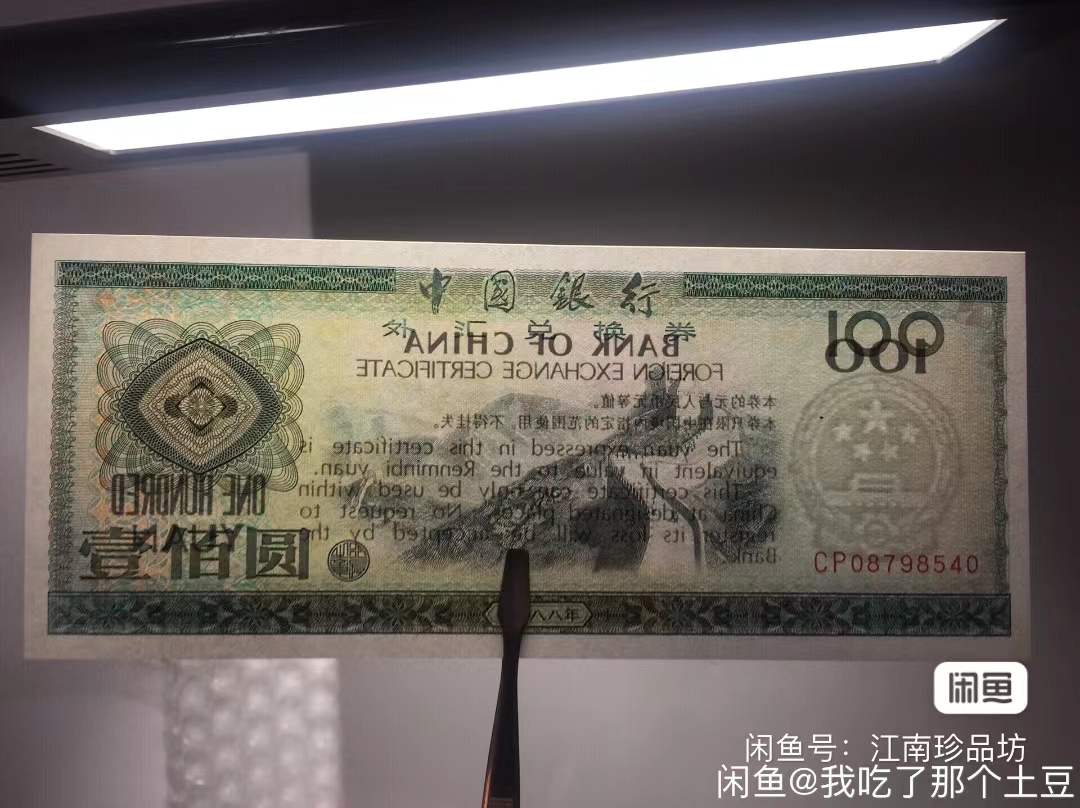 中國銀行
外汇兑换券
BANK OF CHINA
FOREIGN EXCHANGE CERTIFICATE
100
100
本券的元与人民币元等值。
本券只限在中国境内指定的范围使用、不得挂失。
The yuan expressed in this certificate is
equivalent in value to the Renminbi yuan.
This certificate can only be used within
China at designated places. No request to
register its loss will be accepted by the
Bank.
ONE HUNDRED
YUAN
壹佰圆
CP08798540
八八年
闲鱼
闲鱼号：江南珍品坊
闲鱼@我吃了那个土豆